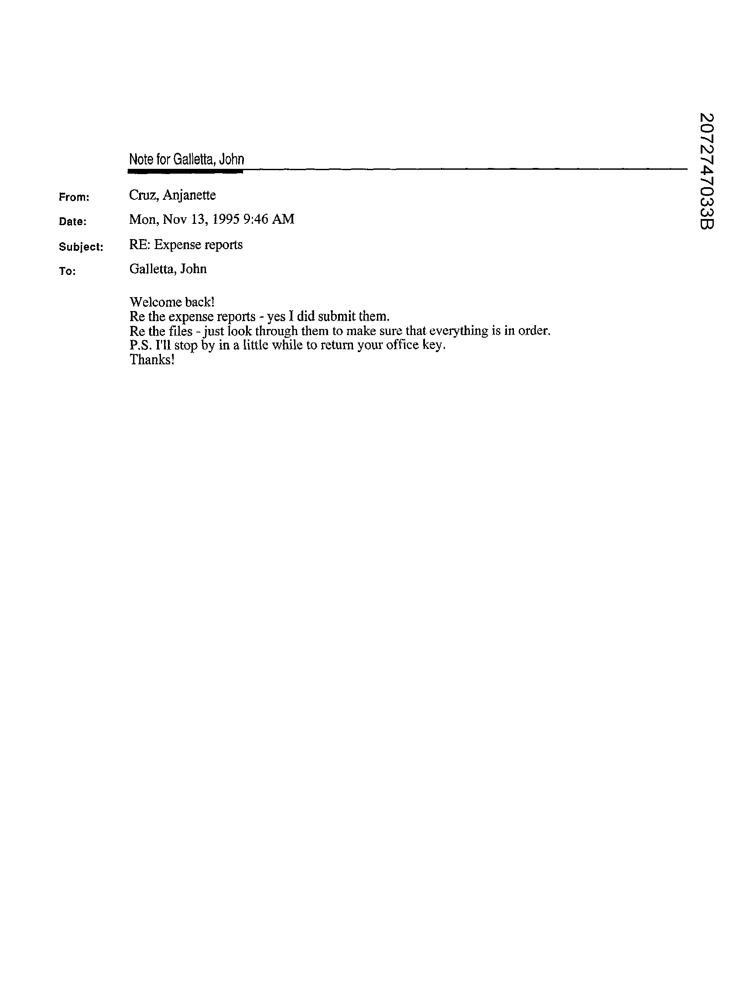 2072747033B
Note for Galletta, John
From: Cruz, Anjanette
Date: Mon, Nov 13, 1995 9:46 AM
Subject: RE: Expense reports
To: Galletta, John
Welcome back!
Re the expense reports - yes I did submit them.
Re the files - just look through them to make sure that everything is in order.
P.S. I'll stop by in a little while to return your office key.
Thanks!